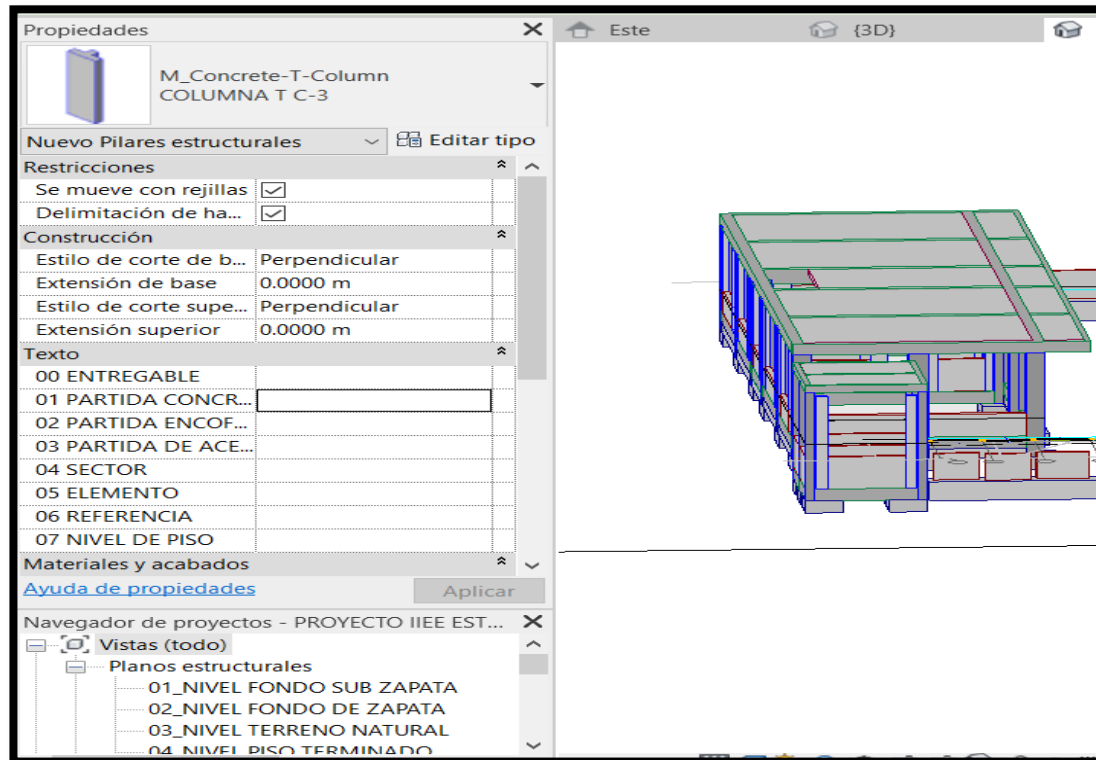 Propiedades
Este
{3D}
M_Concrete-T-Column
COLUMNA T C-3
Nuevo Pilares estructurales
Editar tipo
Restricciones
Se mueve con rejillas
Delimitación de ha...
Construcción
Estilo de corte de b... Perpendicular
Extensión de base 0.0000 m
Estilo de corte supe... Perpendicular
Extensión superior 0.0000 m
Texto
00 ENTREGABLE
01 PARTIDA CONCR...
02 PARTIDA ENCOF...
03 PARTIDA DE ACE...
04 SECTOR
05 ELEMENTO
06 REFERENCIA
07 NIVEL DE PISO
Materiales y acabados
Ayuda de propiedades
Aplicar
Navegador de proyectos - PROYECTO IIEE EST...
Vistas (todo)
Planos estructurales
01_NIVEL FONDO SUB ZAPATA
02_NIVEL FONDO DE ZAPATA
03_NIVEL TERRENO NATURAL
04_NIVEL PISO TERMINADO